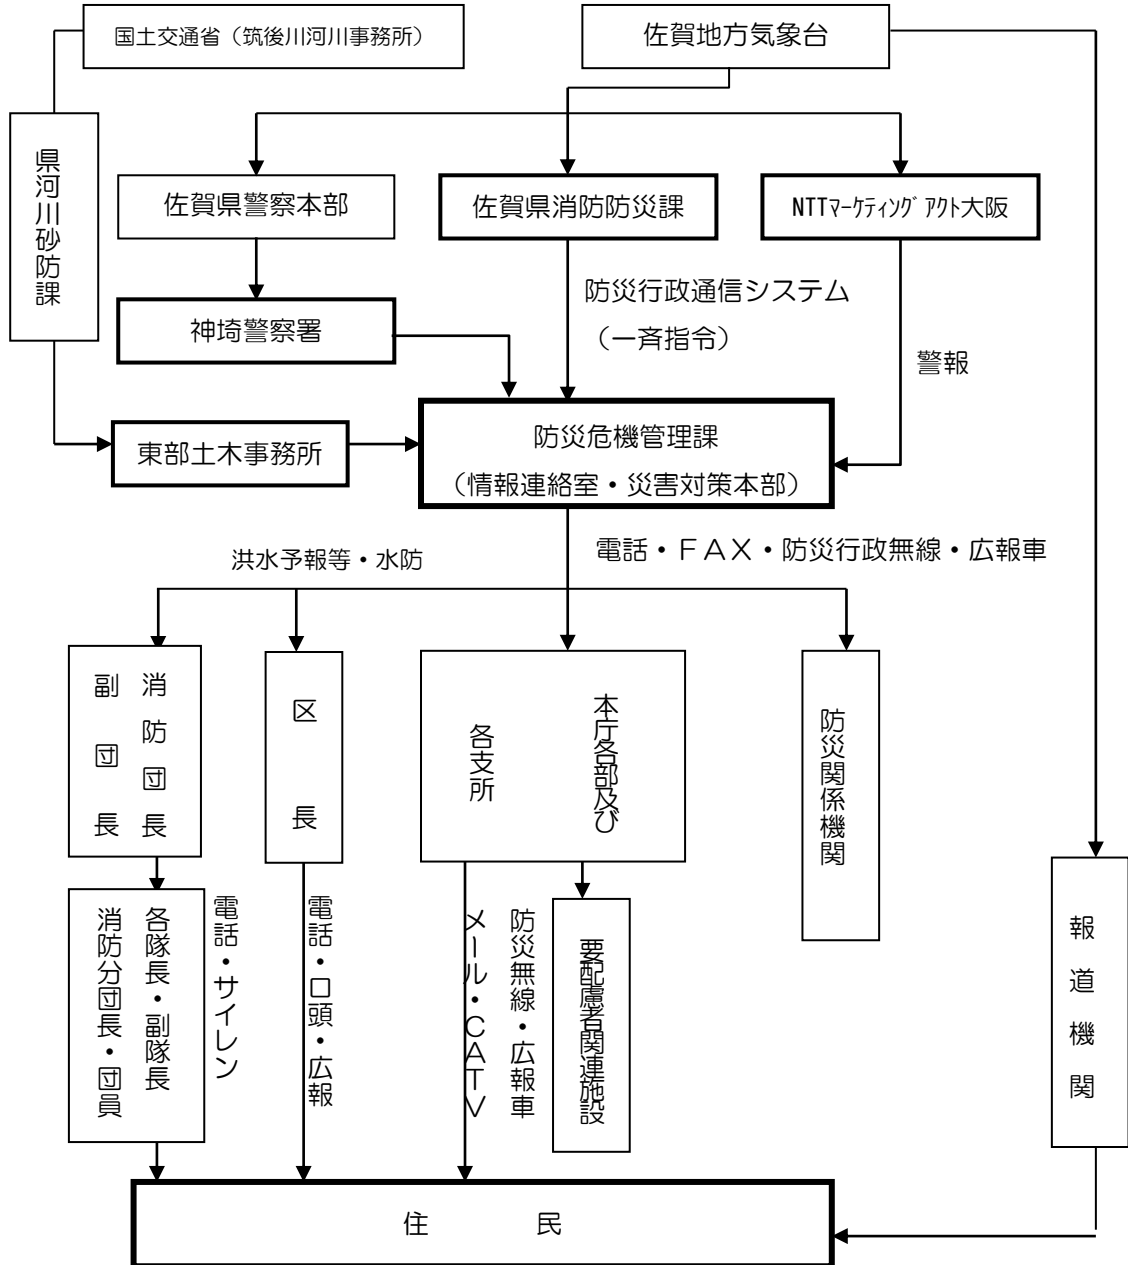 国土交通省（筑後川河川事務所）
佐賀地方気象台
県河川砂防課
佐賀県警察本部
佐賀県消防防災課
NTTﾏｰｹﾃｨﾝｸﾞｱｸﾄ大阪
神埼警察署
防災行政通信システム
（一斉指令）
警報
東部土木事務所
防災危機管理課
（情報連絡室・災害対策本部）
洪水予報等・水防
電話・ＦＡＸ・防災行政無線・広報車
消防団長
副団長
区長
本庁各部及び
各支所
防災関係機関
各隊長・副隊長
消防分団長・団員
電話・サイレン
電話・口頭・広報
防災無線・広報車
メール・ＣＡＴＶ
要配慮者関連施設
報道機関
住民